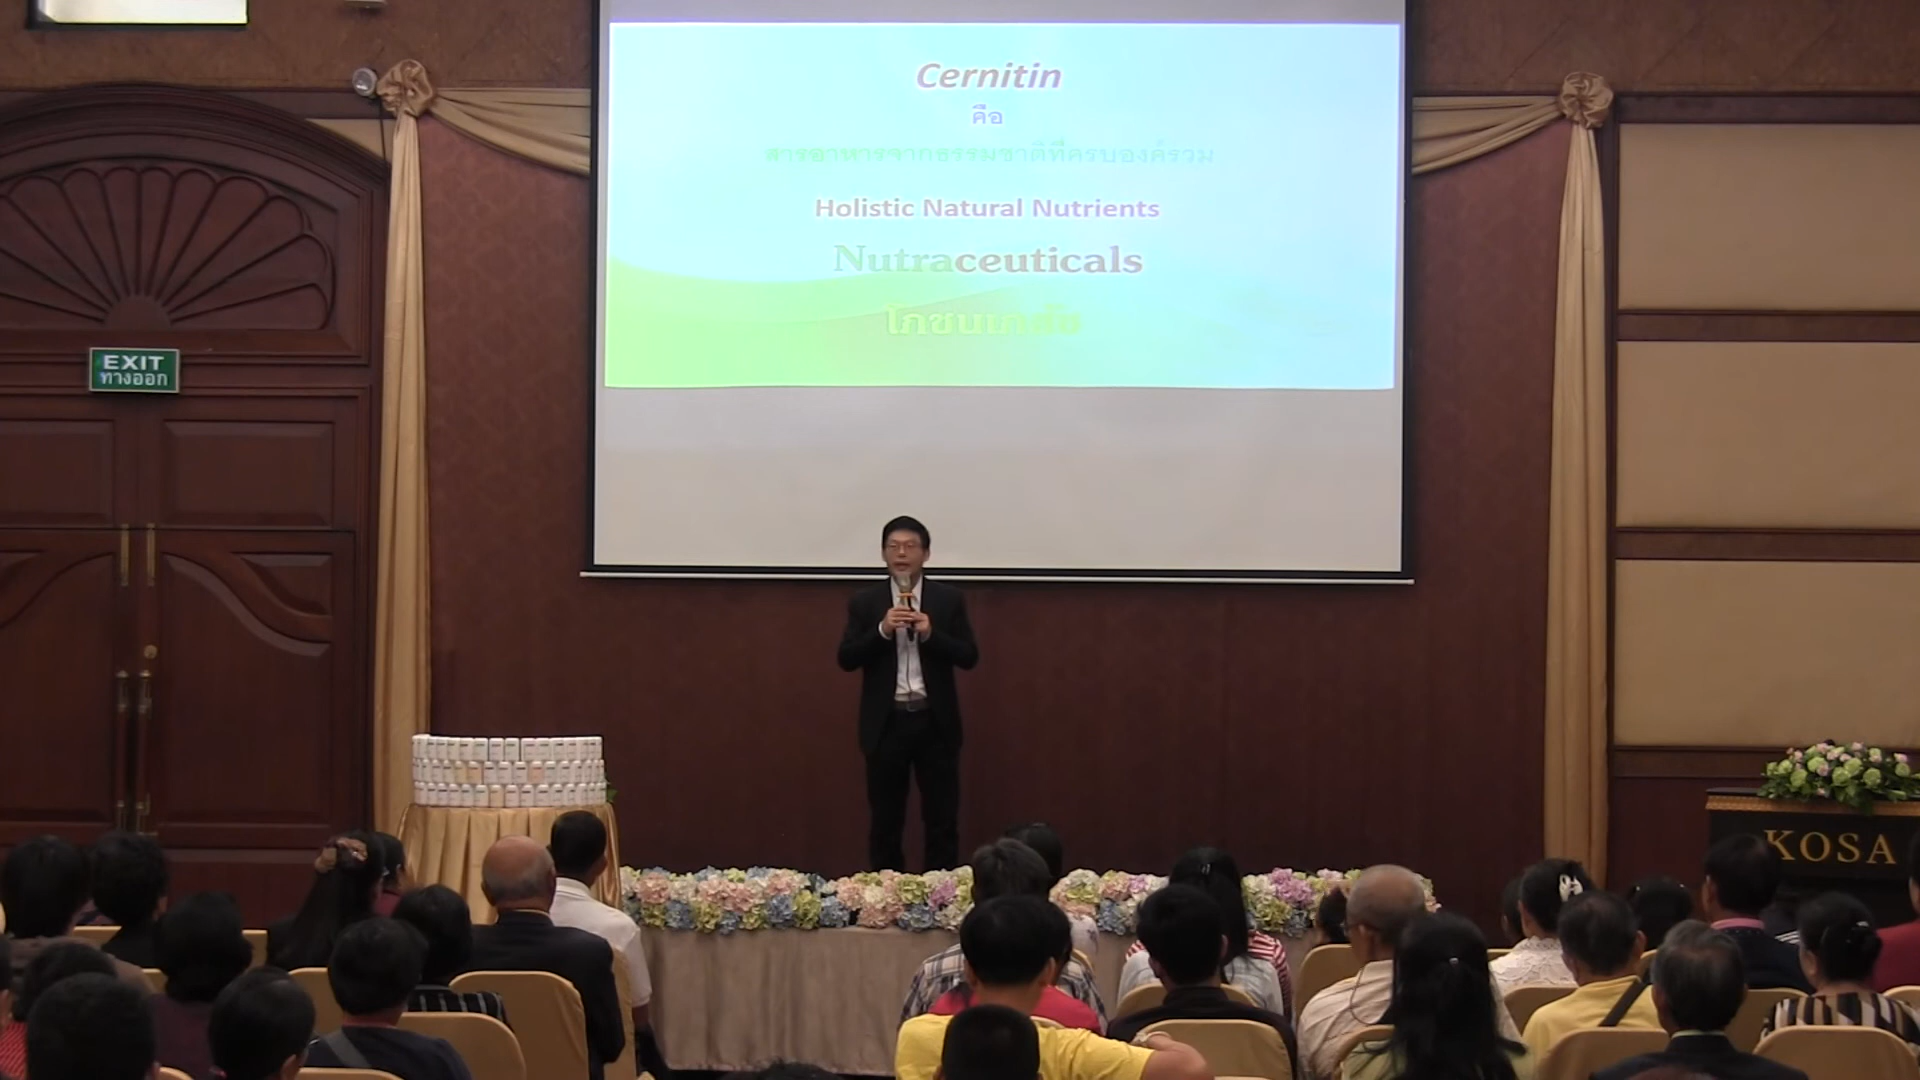 Cernitin
คือ
สารอาหารจากธรรมชาติที่ครบองค์รวม
Holistic Natural Nutrients
Nutraceuticals
โภชนเภสัช
EXIT
ทางออก
KOSA